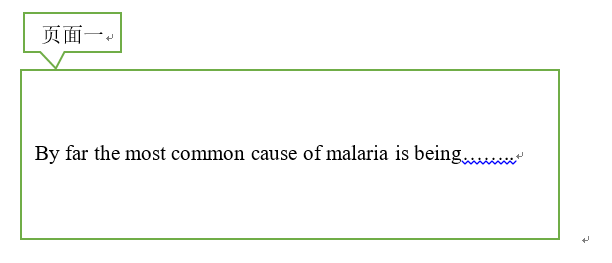 页面一
By far the most common cause of malaria is being........